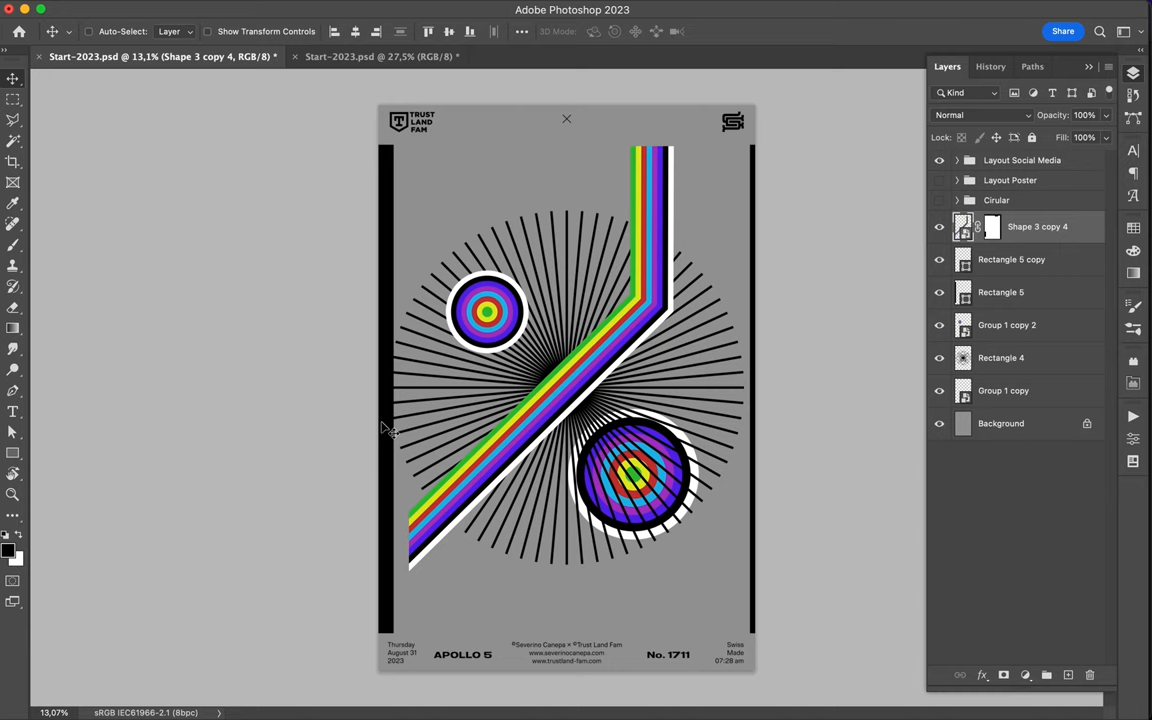 Adobe Photoshop 2023
Auto-Select: Layer Show Transform Controls 3D Mode: Share
× Start-2023.psd @ 13,1% (Shape 3 copy 4, RGB/8) * × Start-2023.psd @ 27,5% (RGB/8) *
Layers History Paths
Kind
Normal Opacity: 100%
Lock: Fill: 100%
Layout Social Media
Layout Poster
Cirular
Shape 3 copy 4
Rectangle 5 copy
Rectangle 5
Group 1 copy 2
Rectangle 4
Group 1 copy
Background
TRUST
LAND
FAM
Thursday
August 31
2023
APOLLO 5
©Severino Canepa × ©Trust Land Fam
www.severinocanepa.com
www.trustland-fam.com
No. 1711
Swiss
Made
07:28 am
13,07% sRGB IEC61966-2.1 (8bpc)